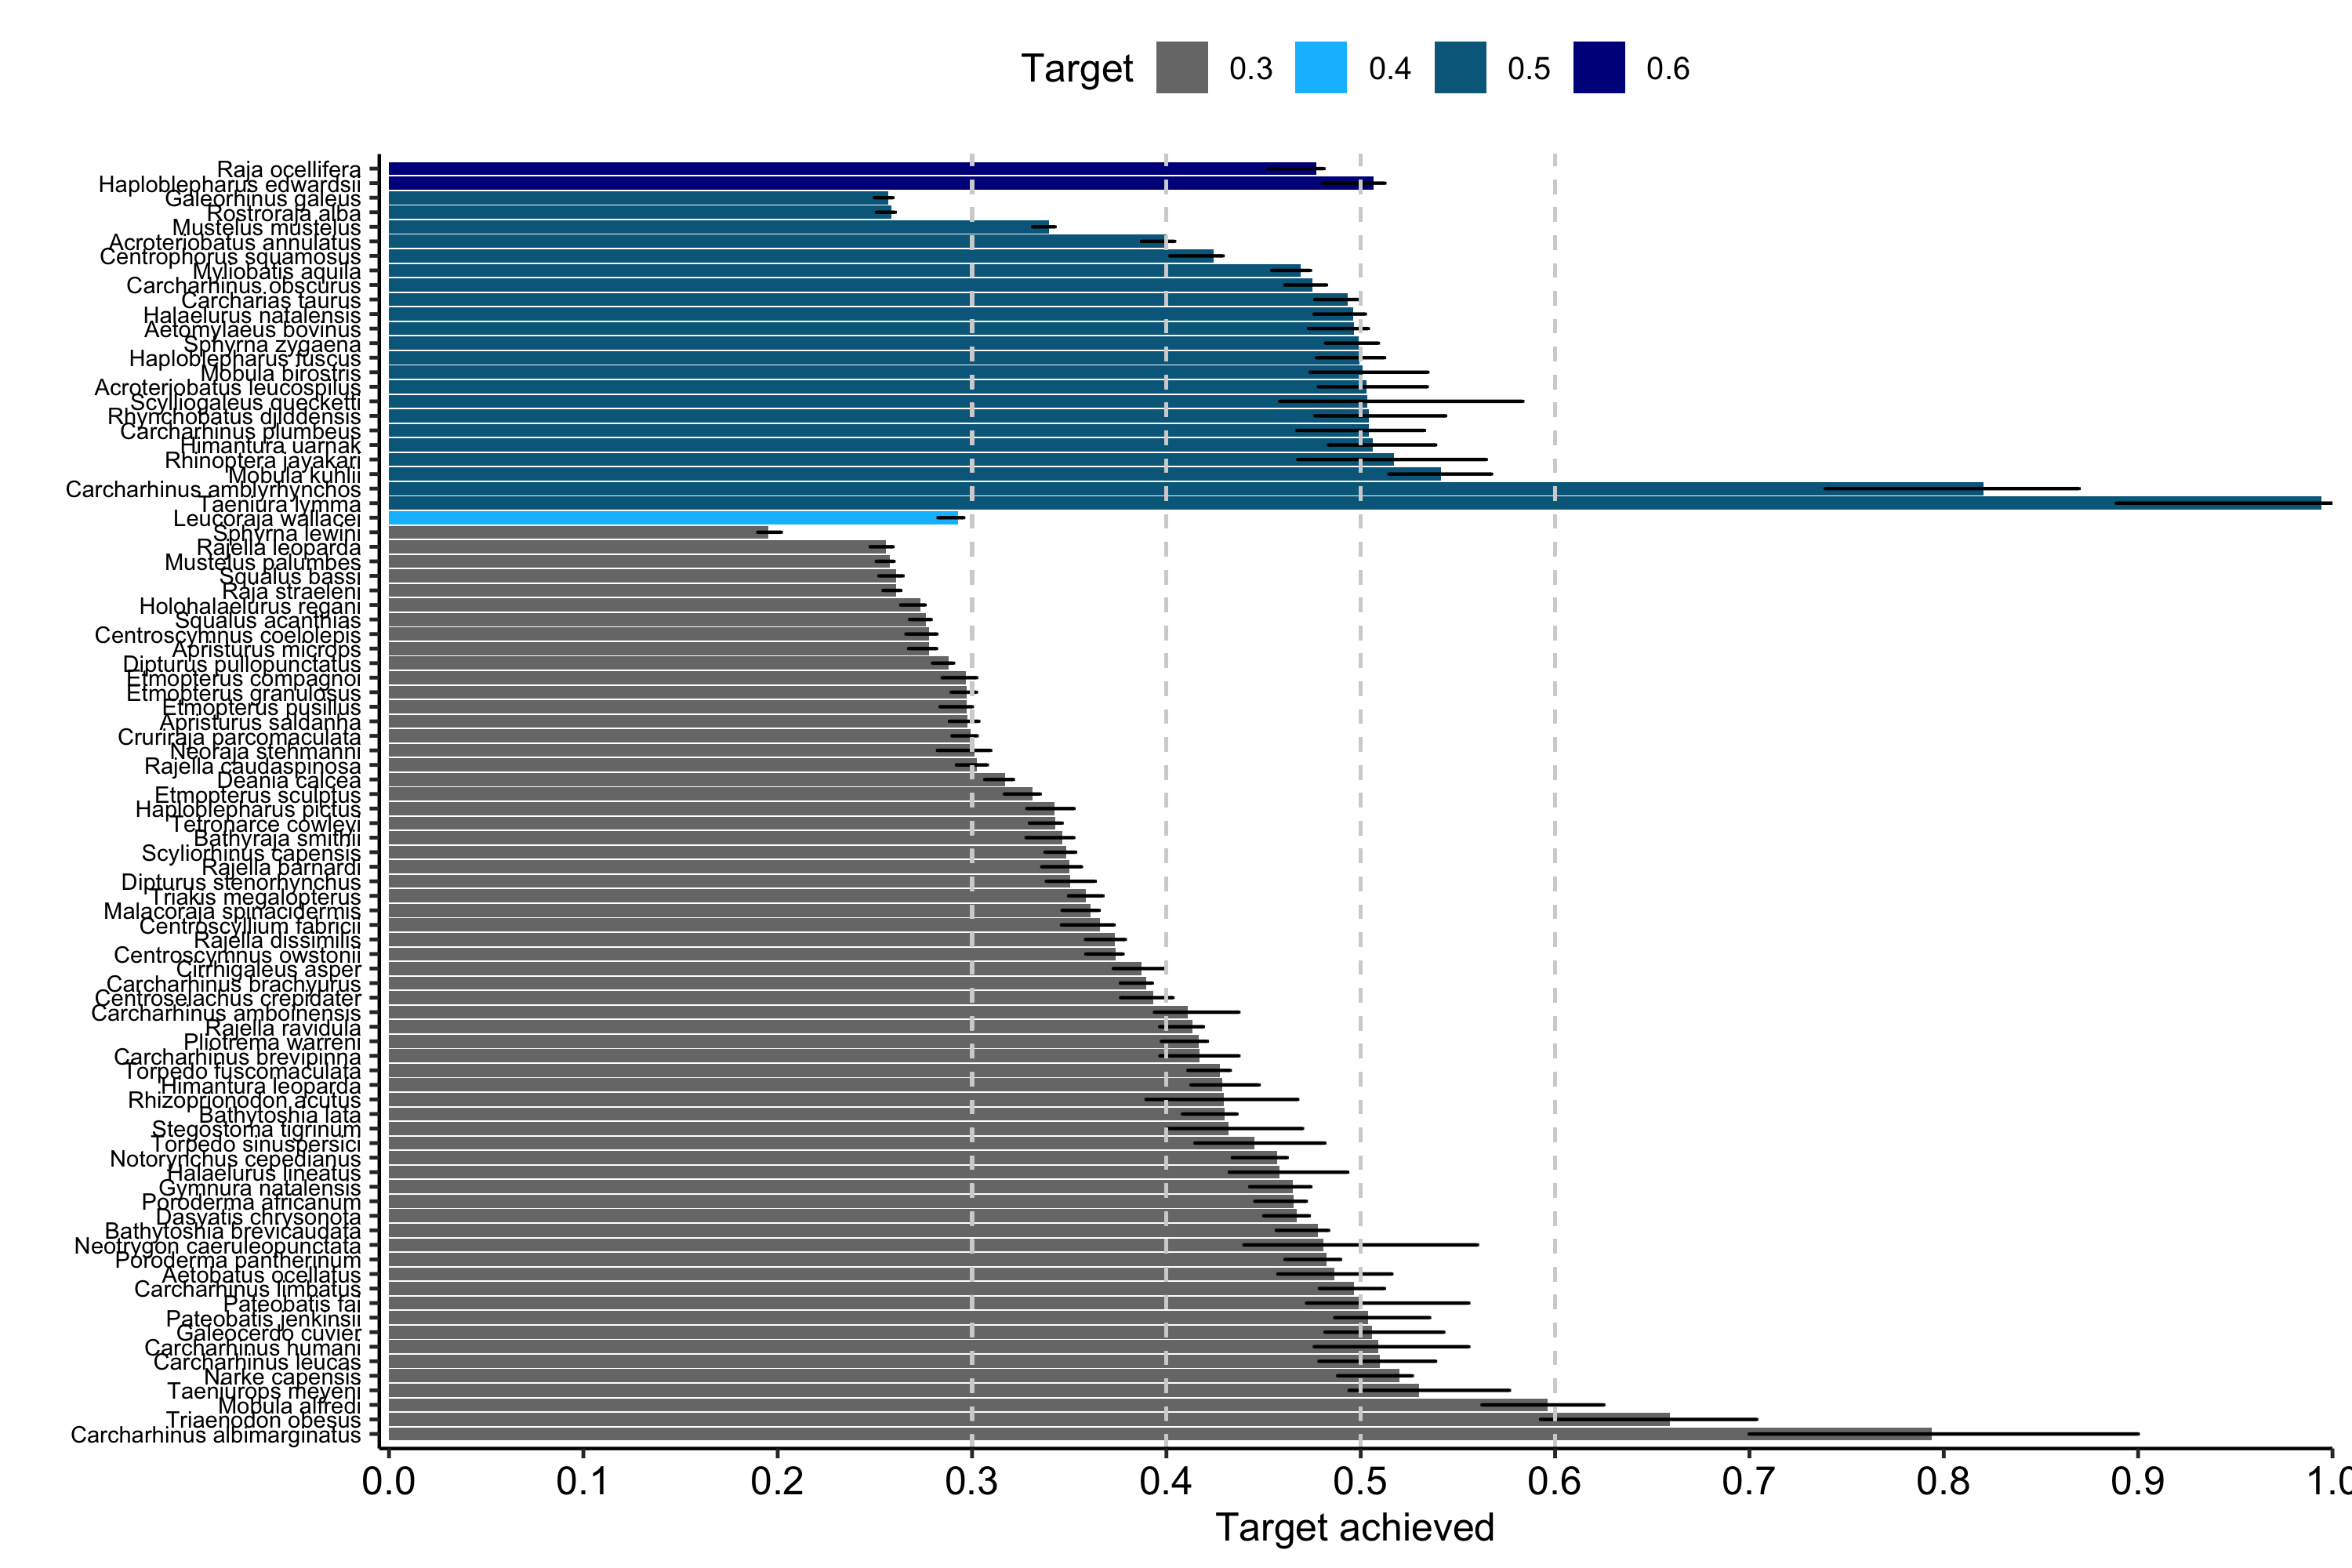 Target 0.3 0.4 0.5 0.6
Raja ocellifera
Haploblepharus edwardsii
Galeorhinus galeus
Rostroraja alba
Mustelus mustelus
Acroteriobatus annulatus
Centrophorus squamosus
Myliobatis aquila
Carcharhinus obscurus
Carcharias taurus
Halaelurus natalensis
Aetomylaeus bovinus
Sphyrna zygaena
Haploblepharus fuscus
Mobula birostris
Acroteriobatus leucospilus
Scylliogaleus quecketti
Rhynchobatus djiddensis
Carcharhinus plumbeus
Himantura uarnak
Rhinoptera jayakari
Mobula kuhlii
Carcharhinus amblyrhynchos
Taeniura lymma
Leucoraja wallacei
Sphyrna lewini
Rajella leoparda
Mustelus palumbes
Squalus bassi
Raja straeleni
Holohalaelurus regani
Squalus acanthias
Centroscymnus coelolepis
Apristurus microps
Dipturus pullopunctatus
Etmopterus compagnoi
Etmopterus granulosus
Etmopterus pusillus
Apristurus saldanha
Cruriraja parcomaculata
Neoraja stehmanni
Rajella caudaspinosa
Deania calcea
Etmopterus sculptus
Haploblepharus pictus
Tetronarce cowleyi
Bathyraja smithii
Scyliorhinus capensis
Rajella barnardi
Dipturus stenorhynchus
Triakis megalopterus
Malacoraja spinacidermis
Centroscyllium fabricii
Rajella dissimilis
Centroscymnus owstonii
Cirrhigaleus asper
Carcharhinus brachyurus
Centroselachus crepidater
Carcharhinus amboinensis
Rajella ravidula
Pliotrema warreni
Carcharhinus brevipinna
Torpedo fuscomaculata
Himantura leoparda
Rhizoprionodon acutus
Bathytoshia lata
Stegostoma tigrinum
Torpedo sinuspersici
Notorynchus cepedianus
Halaelurus lineatus
Gymnura natalensis
Poroderma africanum
Dasyatis chrysonota
Bathytoshia brevicaudata
Neotrygon caeruleopunctata
Poroderma pantherinum
Aetobatus ocellatus
Carcharhinus limbatus
Pateobatis fai
Pateobatis jenkinsii
Galeocerdo cuvier
Carcharhinus humani
Carcharhinus leucas
Narke capensis
Taeniurops meyeni
Mobula alfredi
Triaenodon obesus
Carcharhinus albimarginatus
0.0 0.1 0.2 0.3 0.4 0.5 0.6 0.7 0.8 0.9 1.0
Target achieved